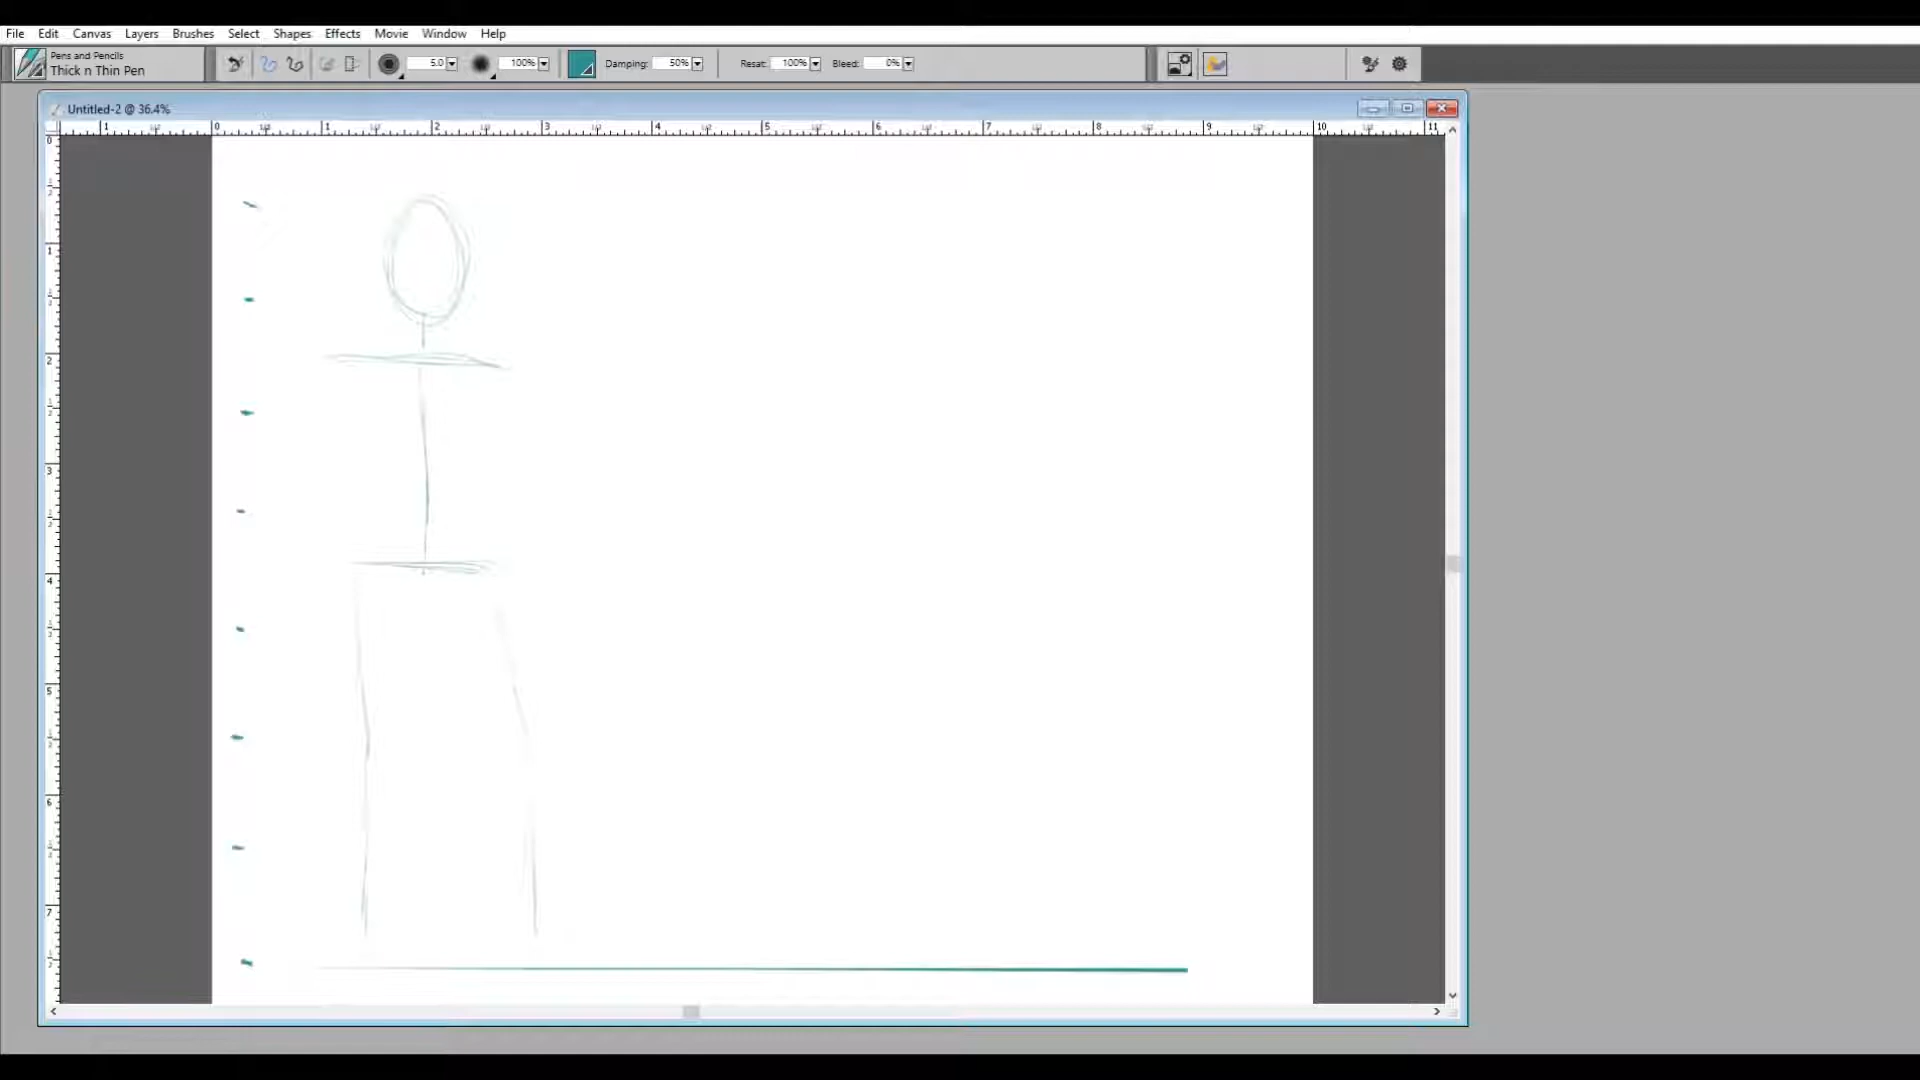 File Edit Canvas Layers Brushes Select Shapes Effects Movie Window Help
Pens and Pencils
Thick n Thin Pen
5.0 100% Damping: 50% Resat: 100% Bleed: 0%
Untitled-2 @ 36.4%
1 0 1 2 3 4 5 6 7 8 9 10 11
0
1
2
3
4
5
6
7